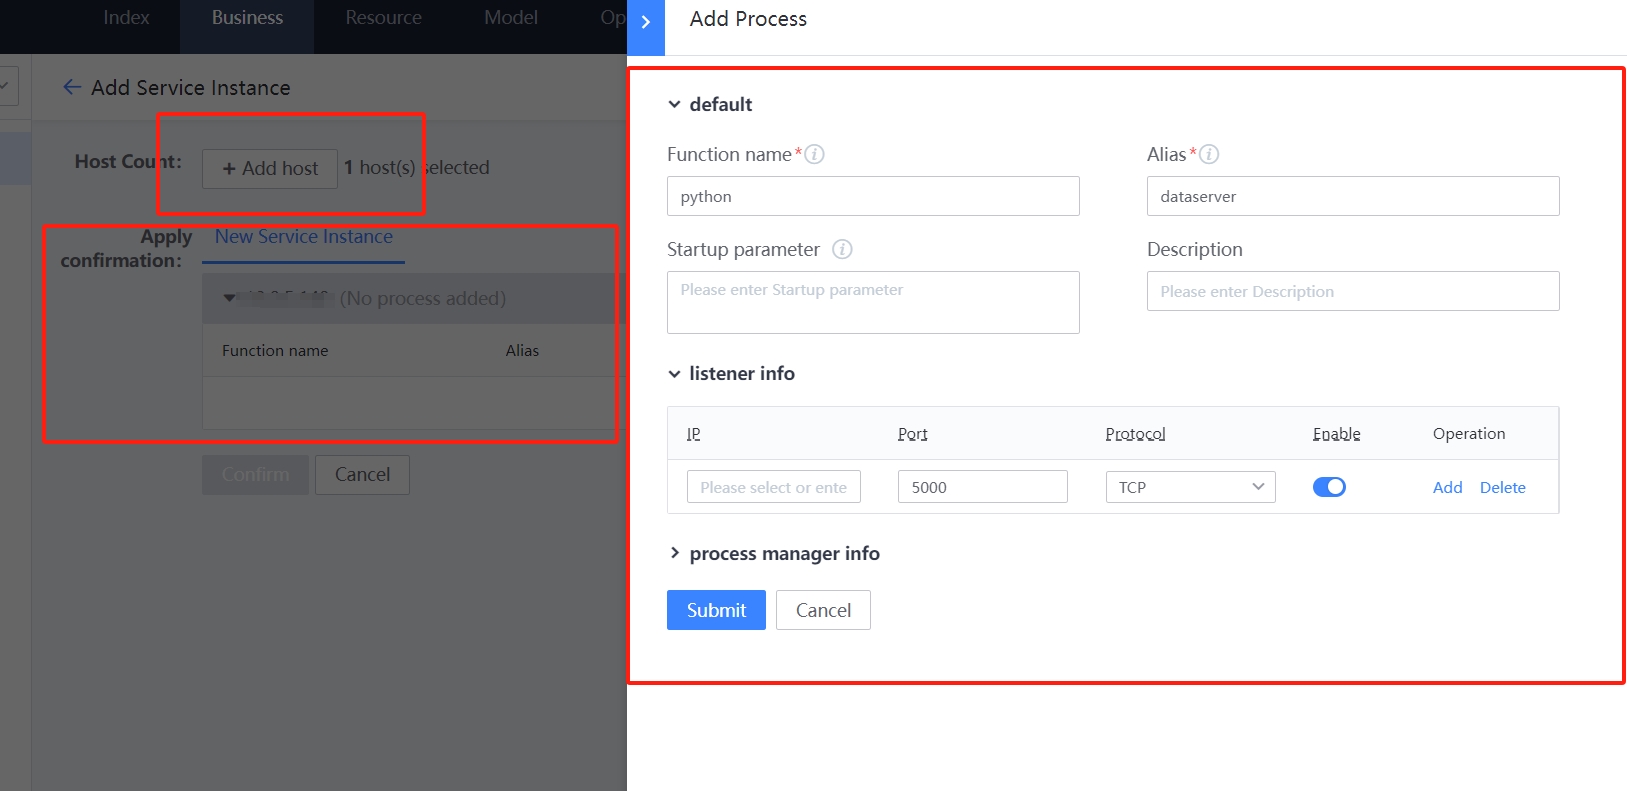 Index Business Resource Model Op
Add Process
Add Service Instance
Host Count: + Add host 1 host(s) selected
Apply confirmation:
New Service Instance
(No process added)
Function name Alias
Confirm Cancel
default
Function name* Alias*
python dataserver
Startup parameter Description
Please enter Startup parameter Please enter Description
listener info
IP Port Protocol Enable Operation
Please select or ente 5000 TCP Add Delete
process manager info
Submit Cancel